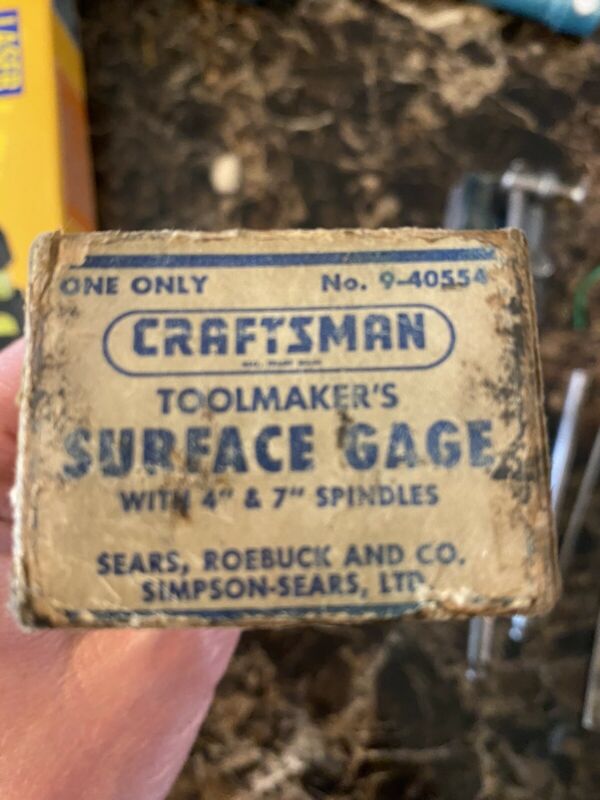 ONE ONLY No. 9-40554
CRAFTSMAN
TOOLMAKER'S
SURFACE GAGE
WITH 4" & 7" SPINDLES
SEARS, ROEBUCK AND CO.
SIMPSON-SEARS, LTD.